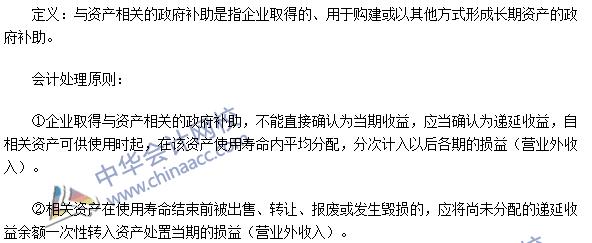 定义：与资产相关的政府补助是指企业取得的、用于购建或以其他方式形成长期资产的政
府补助。
会计处理原则：
①企业取得与资产相关的政府补助，不能直接确认为当期收益，应当确认为递延收益，自
相关资产可供使用时起，在该资产使用寿命内平均分配，分次计入以后各期的损益（营业外收
入）。
②相关资产在使用寿命结束前被出售、转让、报废或发生毁损的，应将尚未分配的递延收
益余额一次性转入资产处置当期的损益（营业外收入）。
中华会计网校
www.chinaacc.com